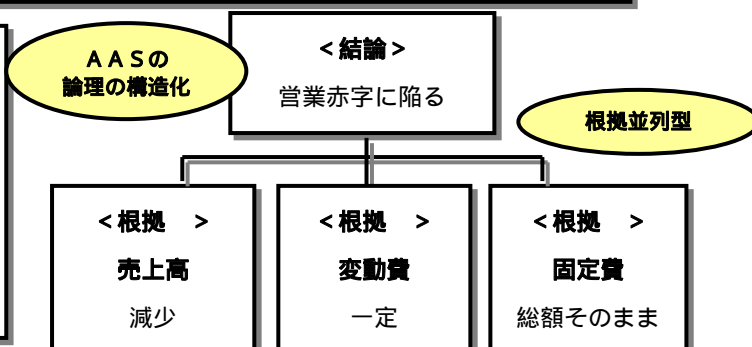 AASの
論理の構造化
<結論>
営業赤字に陥る
根拠並列型
<根拠　>
売上高
減少
<根拠　>
変動費
一定
<根拠　>
固定費
総額そのまま